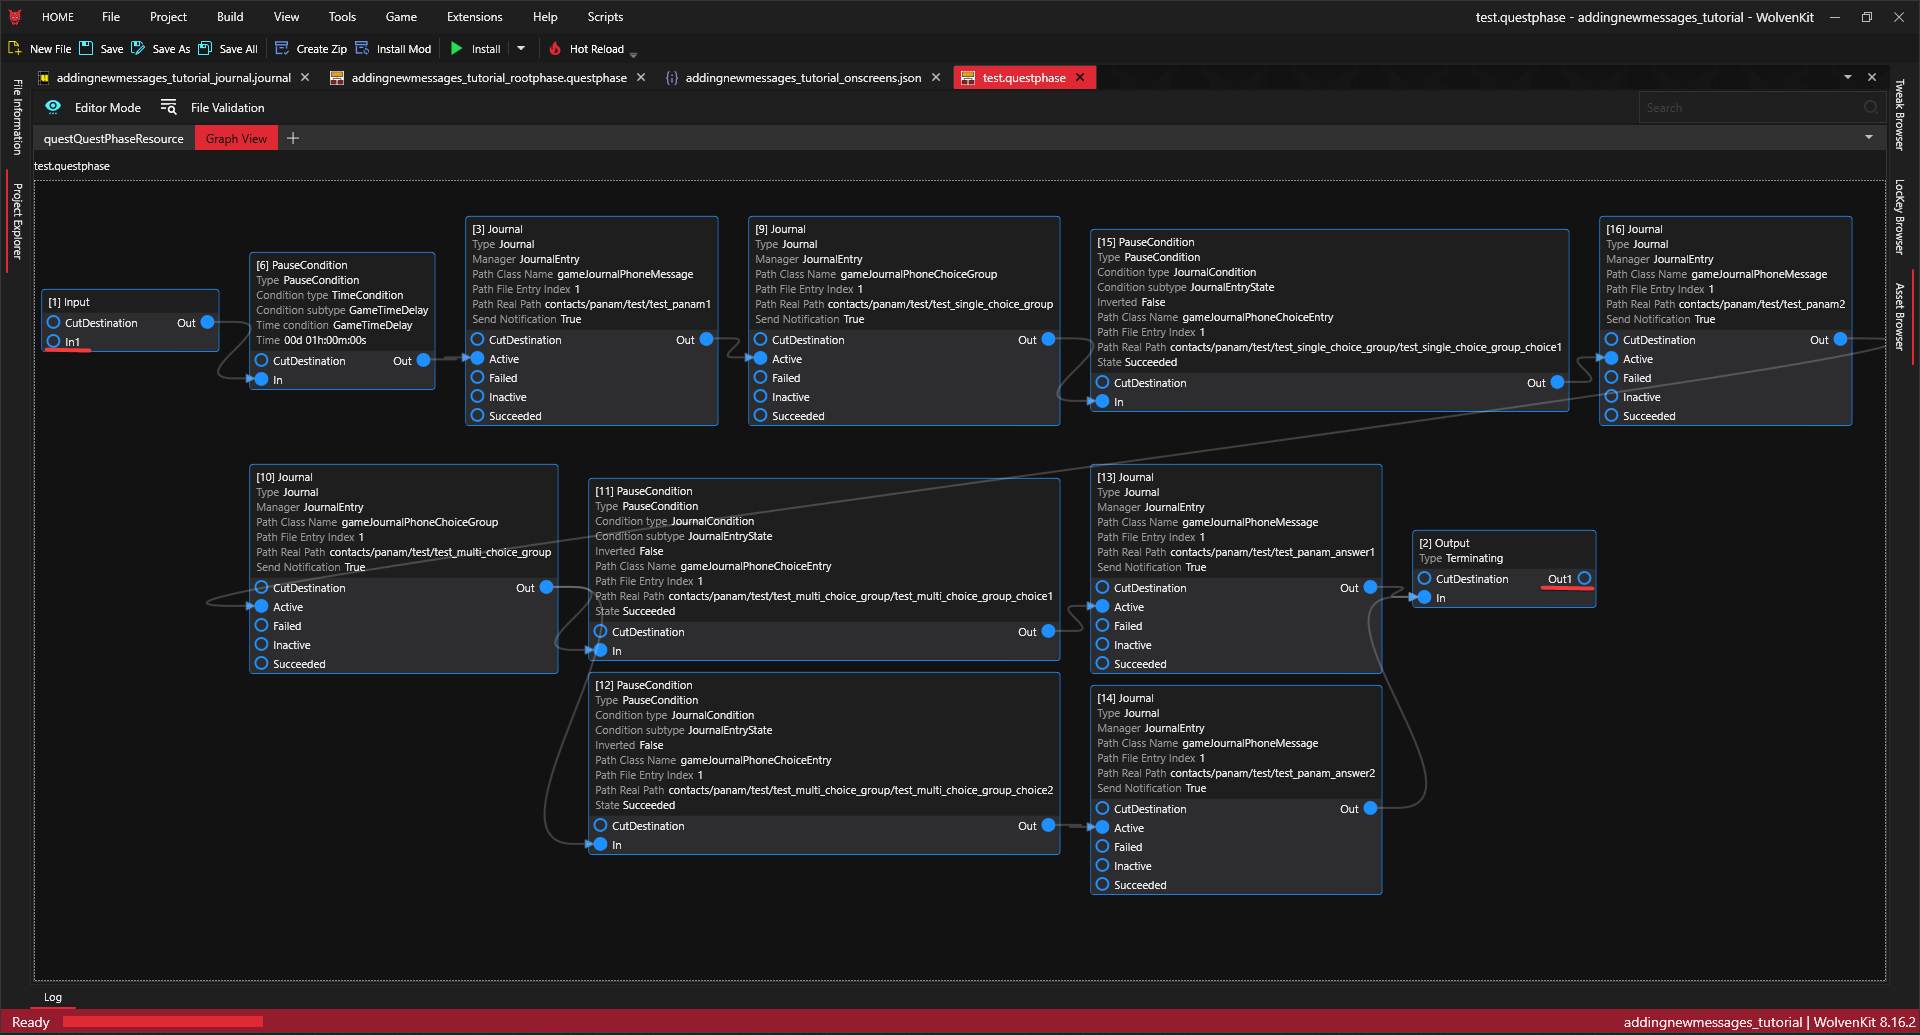 HOME File Project Build View Tools Game Extensions Help Scripts
test.questphase - addingnewmessages_tutorial - WolvenKit
New File Save Save As Save All Create Zip Install Mod Install Hot Reload
addingnewmessages_tutorial_journal.journal addingnewmessages_tutorial_rootphase.questphase addingnewmessages_tutorial_onscreens.json test.questphase
Editor Mode File Validation
Search
questQuestPhaseResource Graph View
test.questphase
File Information
Project Explorer
Tweak Browser
LocKey Browser
Asset Browser
[1] Input
CutDestination Out
In1
[6] PauseCondition
Type PauseCondition
Condition type TimeCondition
Condition subtype GameTimeDelay
Time condition GameTimeDelay
Time 00d 01h:00m:00s
CutDestination Out
In
[3] Journal
Type Journal
Manager JournalEntry
Path Class Name gameJournalPhoneMessage
Path File Entry Index 1
Path Real Path contacts/panam/test/test_panam1
Send Notification True
CutDestination Out
Active
Failed
Inactive
Succeeded
[9] Journal
Type Journal
Manager JournalEntry
Path Class Name gameJournalPhoneChoiceGroup
Path File Entry Index 1
Path Real Path contacts/panam/test/test_single_choice_group
Send Notification True
CutDestination Out
Active
Failed
Inactive
Succeeded
[15] PauseCondition
Type PauseCondition
Condition type JournalCondition
Condition subtype JournalEntryState
Inverted False
Path Class Name gameJournalPhoneChoiceEntry
Path File Entry Index 1
Path Real Path contacts/panam/test/test_single_choice_group/test_single_choice_group_choice1
State Succeeded
CutDestination Out
In
[16] Journal
Type Journal
Manager JournalEntry
Path Class Name gameJournalPhoneMessage
Path File Entry Index 1
Path Real Path contacts/panam/test/test_panam2
Send Notification True
CutDestination Out
Active
Failed
Inactive
Succeeded
[10] Journal
Type Journal
Manager JournalEntry
Path Class Name gameJournalPhoneChoiceGroup
Path File Entry Index 1
Path Real Path contacts/panam/test/test_multi_choice_group
Send Notification True
CutDestination Out
Active
Failed
Inactive
Succeeded
[11] PauseCondition
Type PauseCondition
Condition type JournalCondition
Condition subtype JournalEntryState
Inverted False
Path Class Name gameJournalPhoneChoiceEntry
Path File Entry Index 1
Path Real Path contacts/panam/test/test_multi_choice_group/test_multi_choice_group_choice1
State Succeeded
CutDestination Out
In
[12] PauseCondition
Type PauseCondition
Condition type JournalCondition
Condition subtype JournalEntryState
Inverted False
Path Class Name gameJournalPhoneChoiceEntry
Path File Entry Index 1
Path Real Path contacts/panam/test/test_multi_choice_group/test_multi_choice_group_choice2
State Succeeded
CutDestination Out
In
[13] Journal
Type Journal
Manager JournalEntry
Path Class Name gameJournalPhoneMessage
Path File Entry Index 1
Path Real Path contacts/panam/test/test_panam_answer1
Send Notification True
CutDestination Out
Active
Failed
Inactive
Succeeded
[14] Journal
Type Journal
Manager JournalEntry
Path Class Name gameJournalPhoneMessage
Path File Entry Index 1
Path Real Path contacts/panam/test/test_panam_answer2
Send Notification True
CutDestination Out
Active
Failed
Inactive
Succeeded
[2] Output
Type Terminating
CutDestination Out1
In
Log
Ready
addingnewmessages_tutorial | WolvenKit 8.16.2